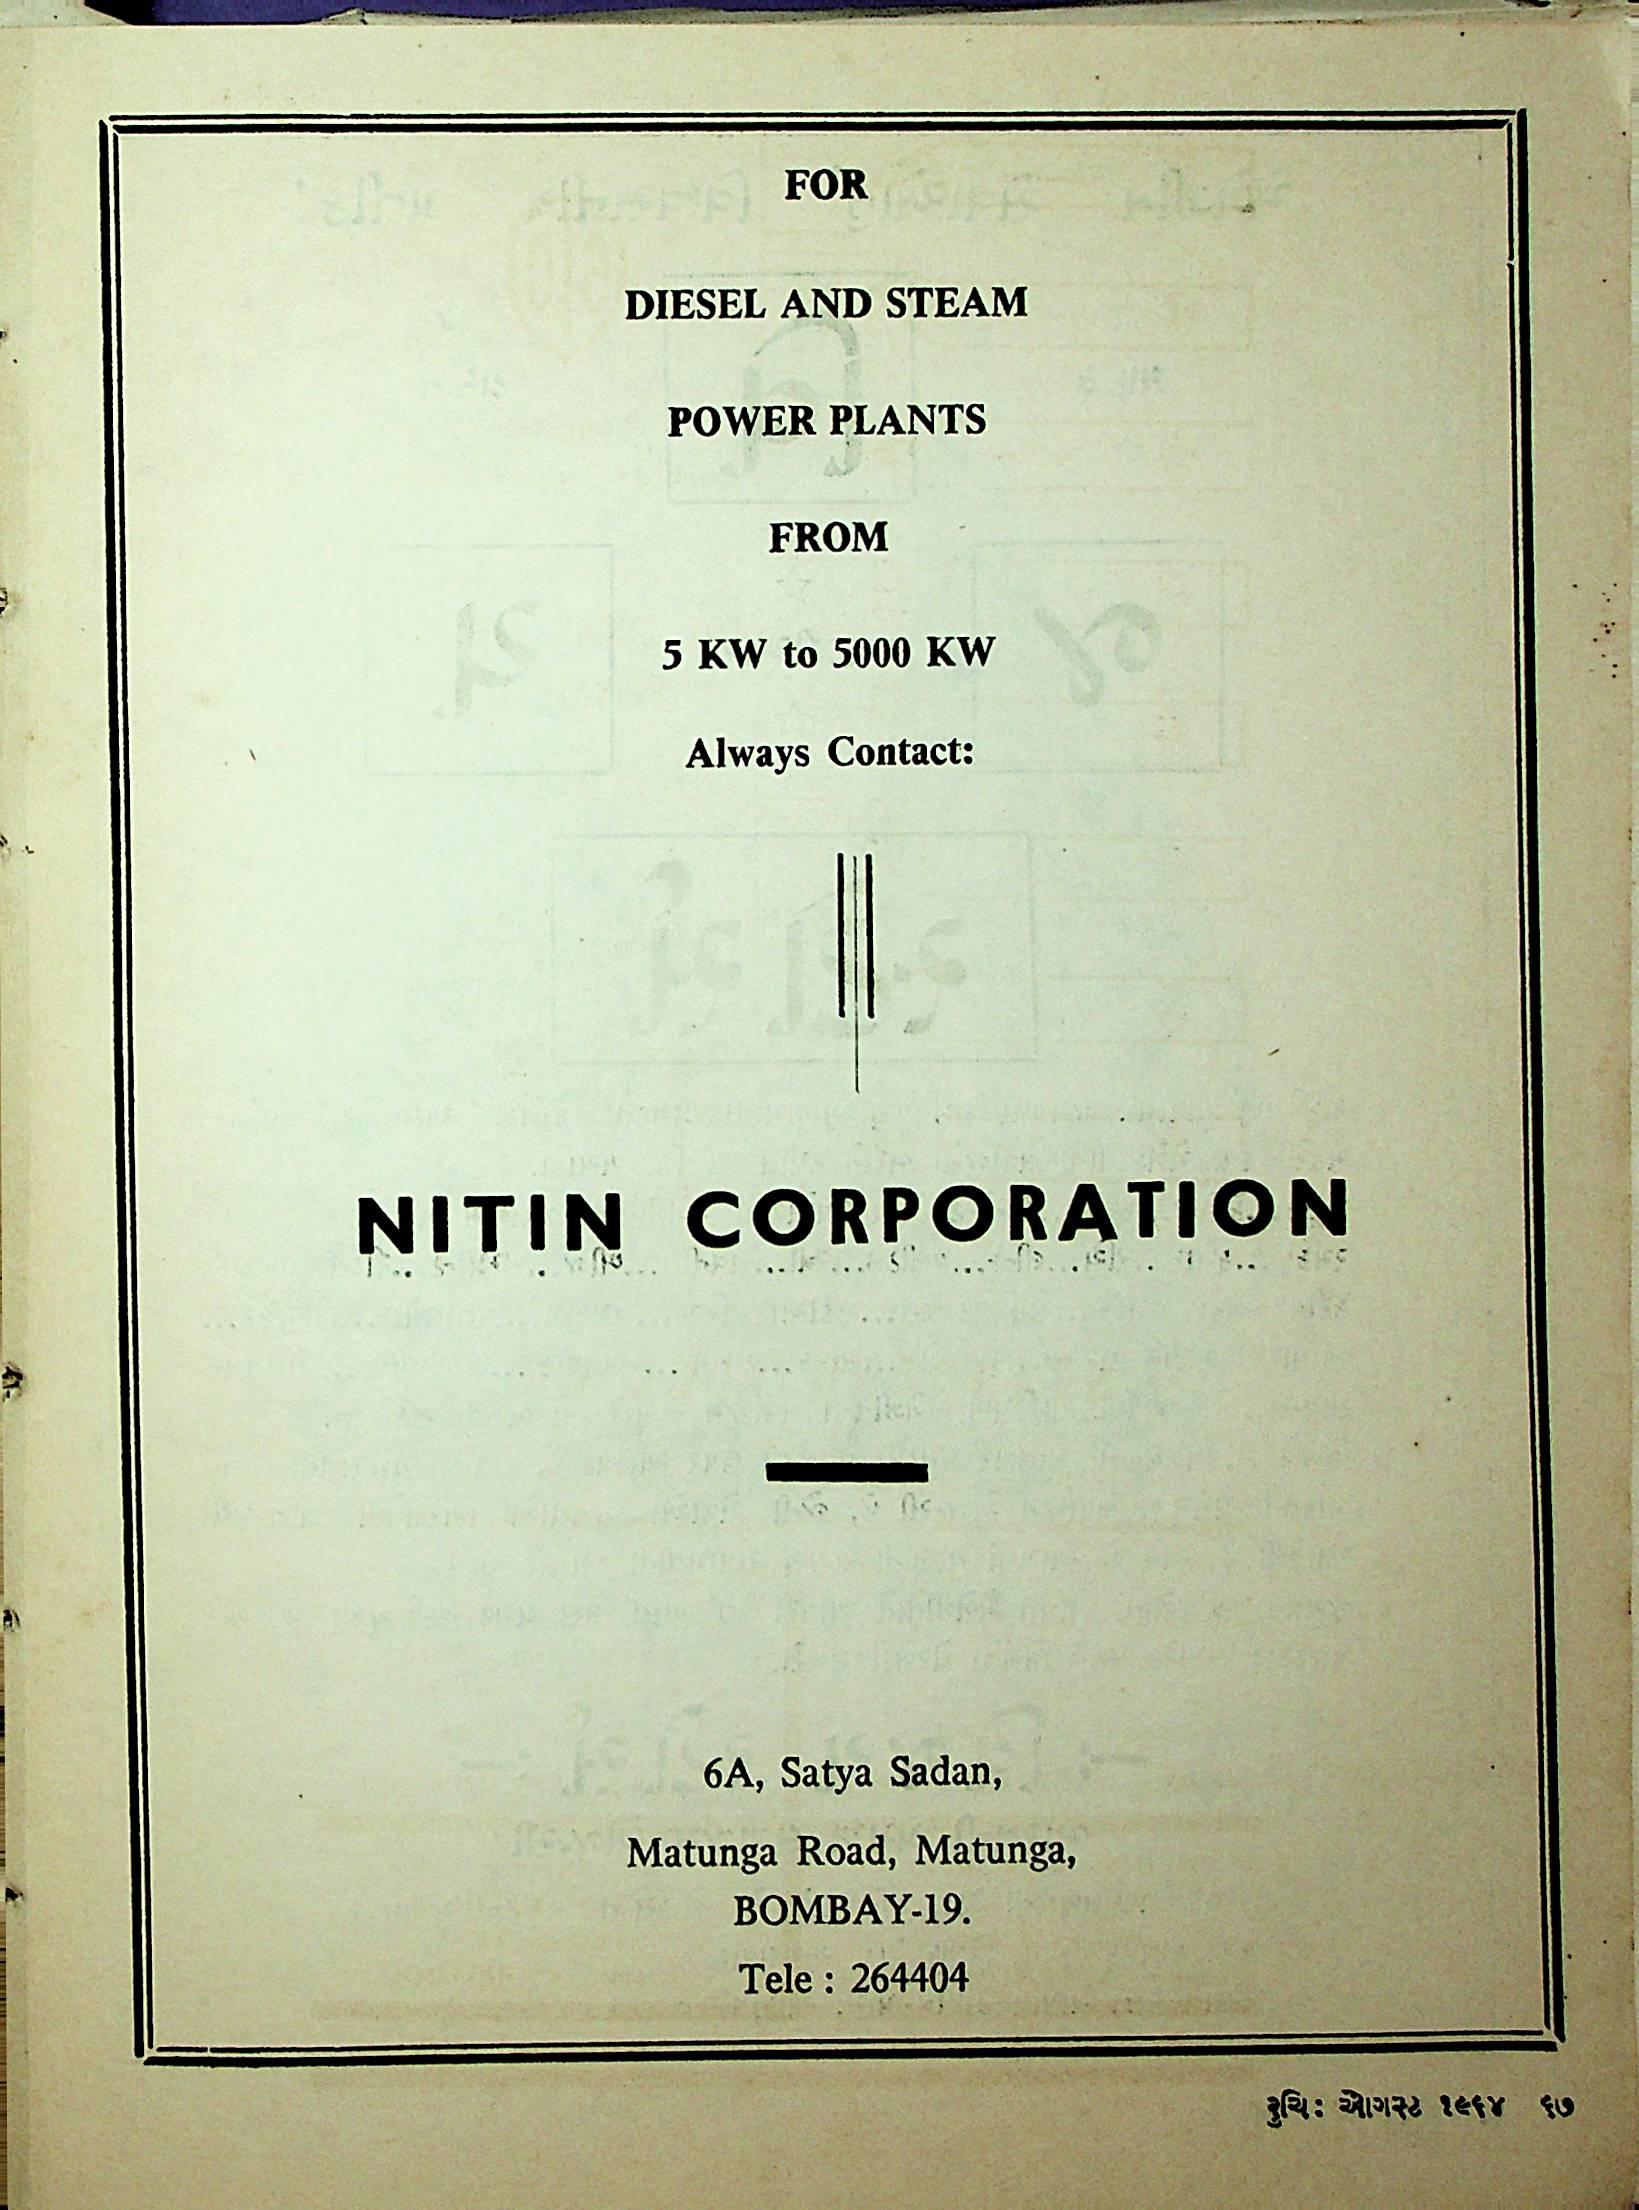 FOR
DIESEL AND STEAM
POWER PLANTS
FROM
5 KW to 5000 KW
Always Contact:
NITIN CORPORATION
6A, Satya Sadan,
Matunga Road, Matunga,
BOMBAY-19.
Tele : 264404
રુચિ: ઑગસ્ટ ૧૯૬૪ ૬૭